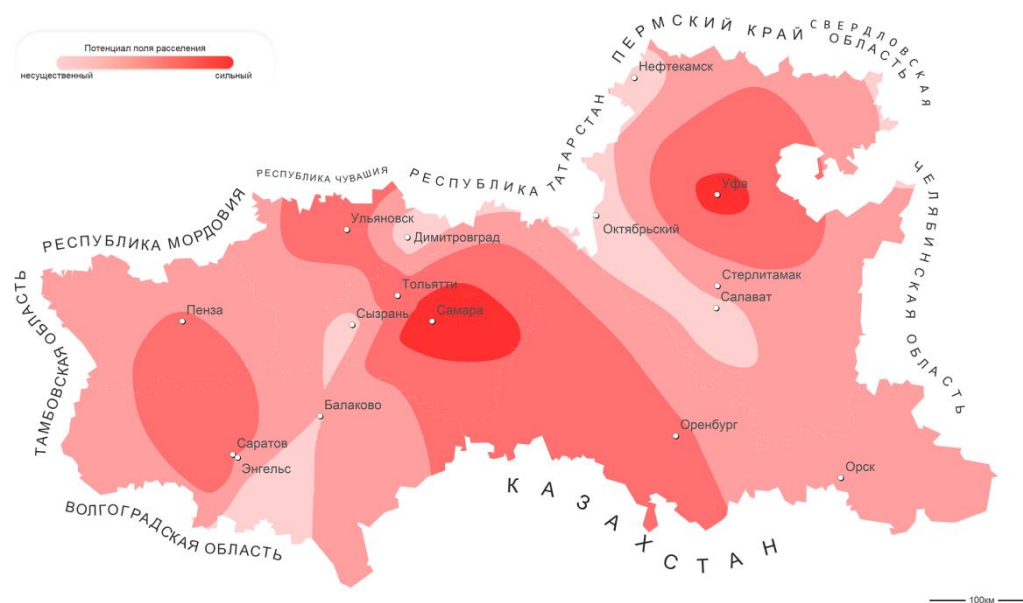 Потенциал поля расселения
несущественный
сильный
ПЕРМСКИЙ КРАЙ
СВЕРДЛОВСКАЯ
ОБЛАСТЬ
Нефтекамск
РЕСПУБЛИКА ТАТАРСТАН
РЕСПУБЛИКА ЧУВАШИЯ
РЕСПУБЛИКА МОРДОВИЯ
ЧЕЛЯБИНСКАЯ ОБЛАСТЬ
Уфа
Ульяновск
Димитровград
Октябрьский
Стерлитамак
Салават
Тольятти
Самара
Сызрань
Пенза
ТАМБОВСКАЯ ОБЛАСТЬ
Балаково
Оренбург
Саратов
Энгельс
Орск
КАЗАХСТАН
ВОЛГОГРАДСКАЯ ОБЛАСТЬ
100км